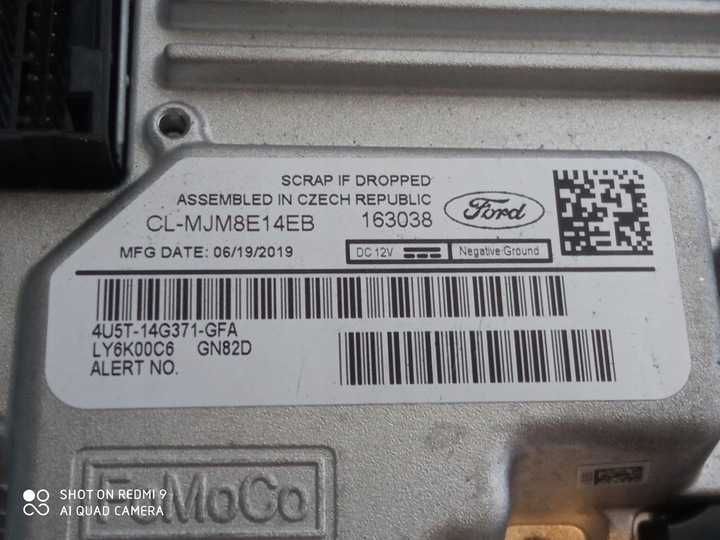 SCRAP IF DROPPED
ASSEMBLED IN CZECH REPUBLIC
CL-MJM8E14EB 163038
Ford
MFG DATE: 06/19/2019
DC 12V
Negative Ground
4U5T-14G371-GFA
LY6K00C6 GN82D
ALERT NO.
FoMoCo
SHOT ON REDMI 9
AI QUAD CAMERA